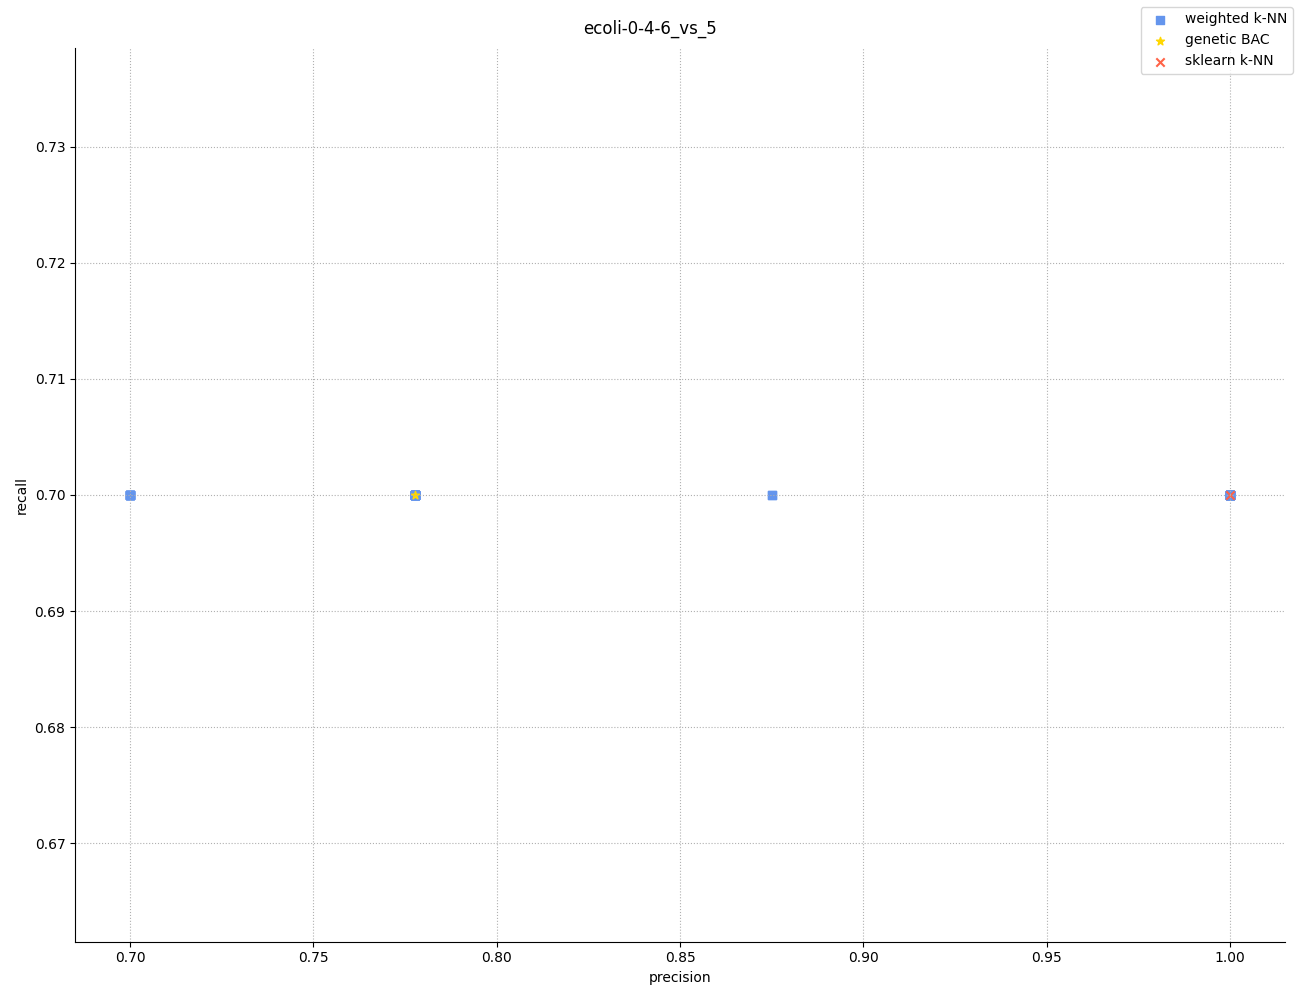 ecoli-0-4-6_vs_5
weighted k-NN
genetic BAC
sklearn k-NN
0.73
0.72
0.71
0.70
0.69
0.68
0.67
recall
0.70 0.75 0.80 0.85 0.90 0.95 1.00
precision